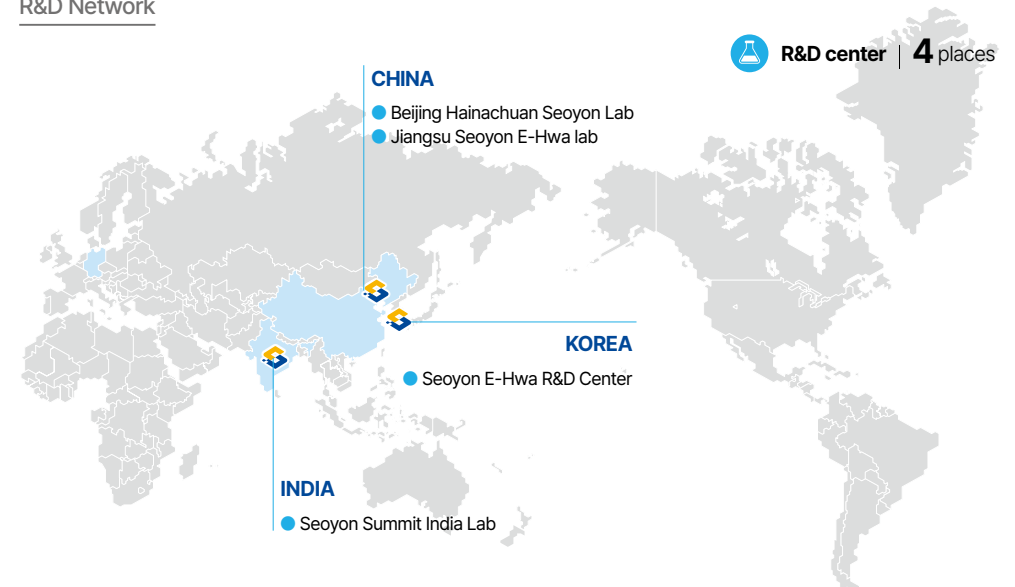 R&D Network
R&D center | 4 places
CHINA
Beijing Hainachuan Seoyon Lab
Jiangsu Seoyon E-Hwa lab
KOREA
Seoyon E-Hwa R&D Center
INDIA
Seoyon Summit India Lab